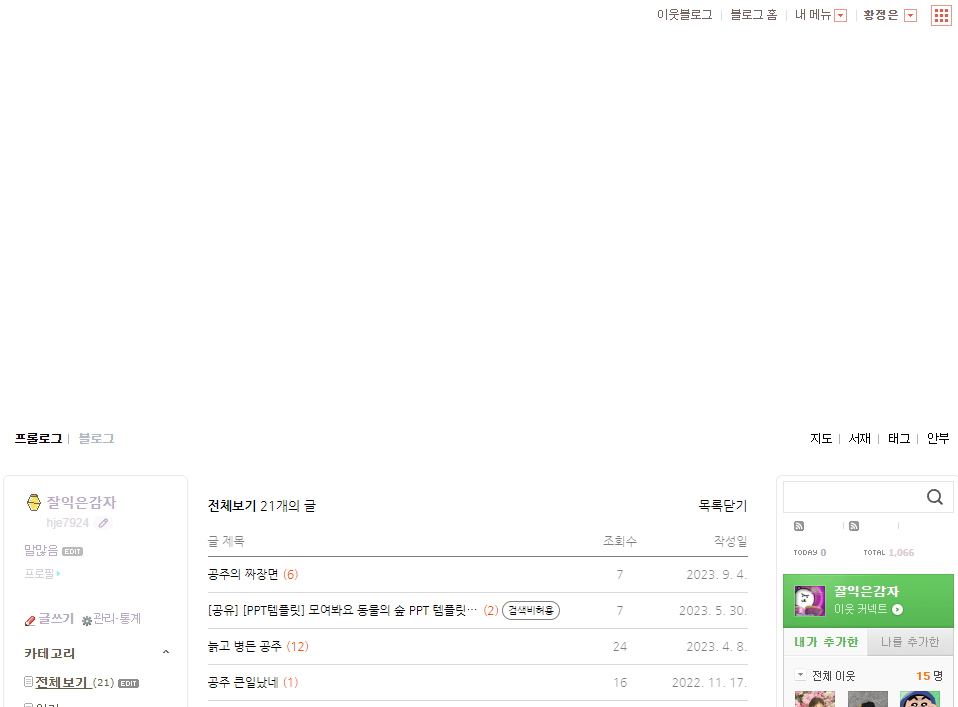 이웃블로그 블로그 홈 내 메뉴 황정은
프롤로그 블로그 지도 서재 태그 안부
잘익은감자
hje7924
말많음 EDIT
프로필
글쓰기 관리·통계
카테고리
전체보기 (21) EDIT
전체보기 21개의 글 목록닫기
글 제목 조회수 작성일
공주의 짜장면 (6) 7 2023. 9. 4.
[공유] [PPT템플릿] 모여봐요 동물의 숲 PPT 템플릿… (2) 검색비허용 7 2023. 5. 30.
늙고 병든 공주 (12) 24 2023. 4. 8.
공주 큰일났네 (1) 16 2022. 11. 17.
TODAY 0 TOTAL 1,066
잘익은감자
이웃 커넥트
내가 추가한 나를 추가한
전체 이웃 15 명